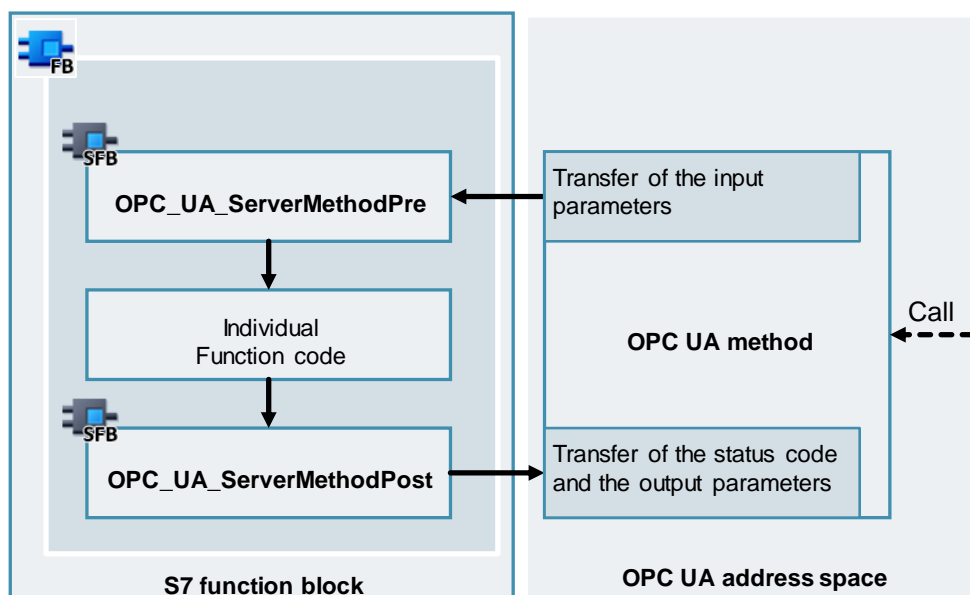 FB
SFB
OPC_UA_ServerMethodPre
Individual
Function code
SFB
OPC_UA_ServerMethodPost
S7 function block
Transfer of the input
parameters
OPC UA method
Call
Transfer of the status code
and the output parameters
OPC UA address space